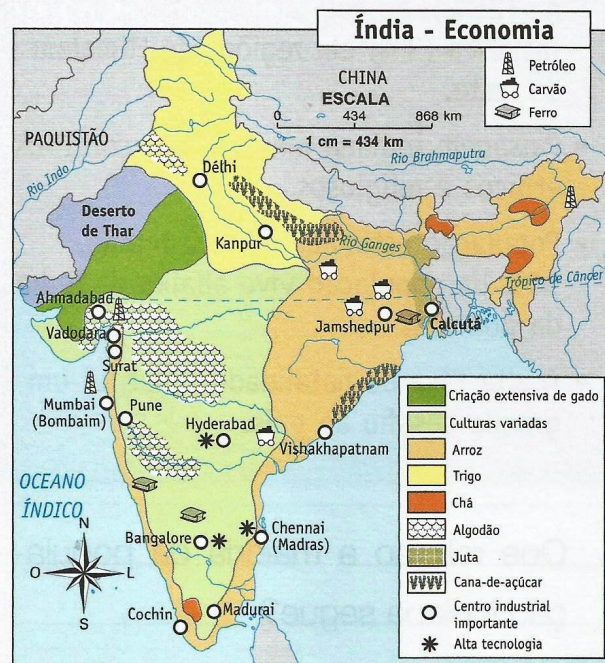 Índia - Economia
Petróleo
Carvão
Ferro
CHINA
ESCALA
0 434 868 km
1 cm = 434 km
PAQUISTÃO
Rio Indo
Rio Brahmaputra
Délhi
Deserto
de Thar
Kanpur
Rio Ganges
Trópico de Câncer
Ahmadabad
Vadodara
Surat
Jamshedpur
Calcutá
Mumbai
(Bombaim)
Pune
Hyderabad
Vishakhapatnam
OCEANO
ÍNDICO
N
O
L
S
Bangalore
Chennai
(Madras)
Cochin
Madurai
Criação extensiva de gado
Culturas variadas
Arroz
Trigo
Chá
Algodão
Juta
Cana-de-açúcar
Centro industrial
importante
Alta tecnologia